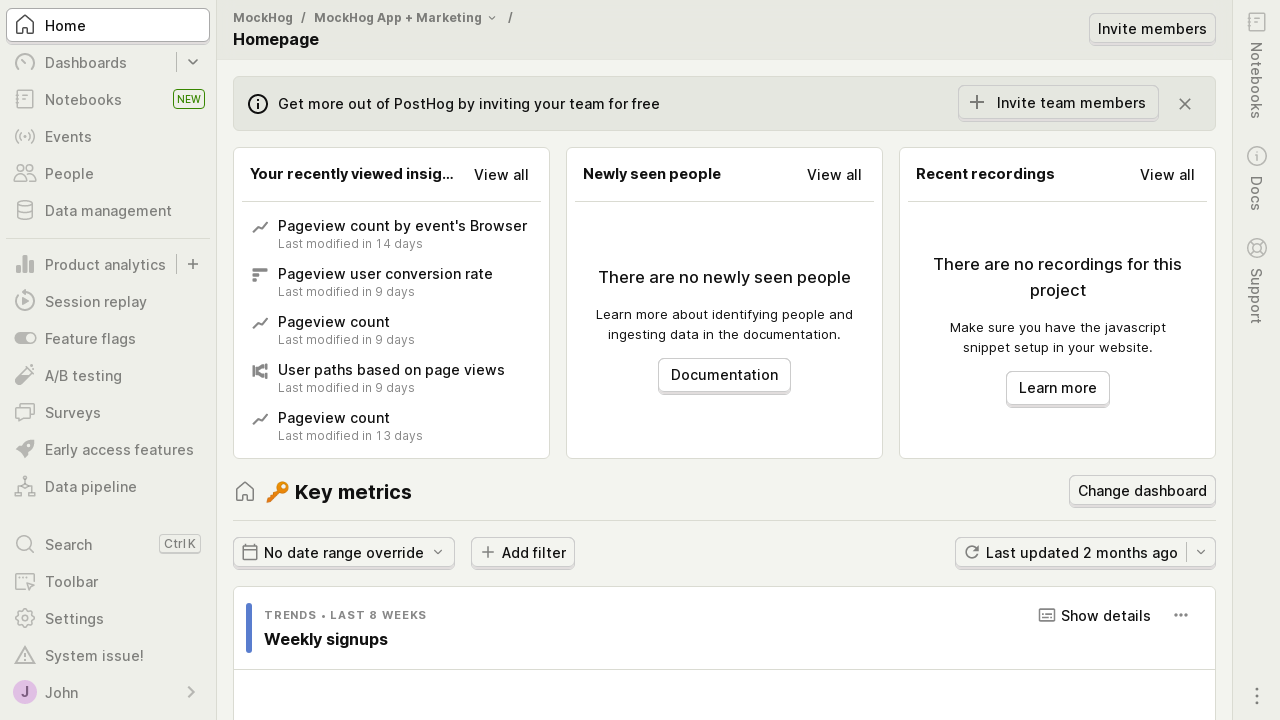 Home
Dashboards
Notebooks
NEW
Events
People
Data management
Product analytics
Session replay
Feature flags
A/B testing
Surveys
Early access features
Data pipeline
Search
Ctrl K
Toolbar
Settings
System issue!
J
John
MockHog / MockHog App + Marketing /
Homepage
Invite members
Get more out of PostHog by inviting your team for free
Invite team members
Your recently viewed insig...
View all
Pageview count by event's Browser
Last modified in 14 days
Pageview user conversion rate
Last modified in 9 days
Pageview count
Last modified in 9 days
User paths based on page views
Last modified in 9 days
Pageview count
Last modified in 13 days
Newly seen people
View all
There are no newly seen people
Learn more about identifying people and
ingesting data in the documentation.
Documentation
Recent recordings
View all
There are no recordings for this
project
Make sure you have the javascript
snippet setup in your website.
Learn more
🔑 Key metrics
Change dashboard
No date range override
Add filter
Last updated 2 months ago
TRENDS • LAST 8 WEEKS
Weekly signups
Show details
Notebooks
Docs
Support